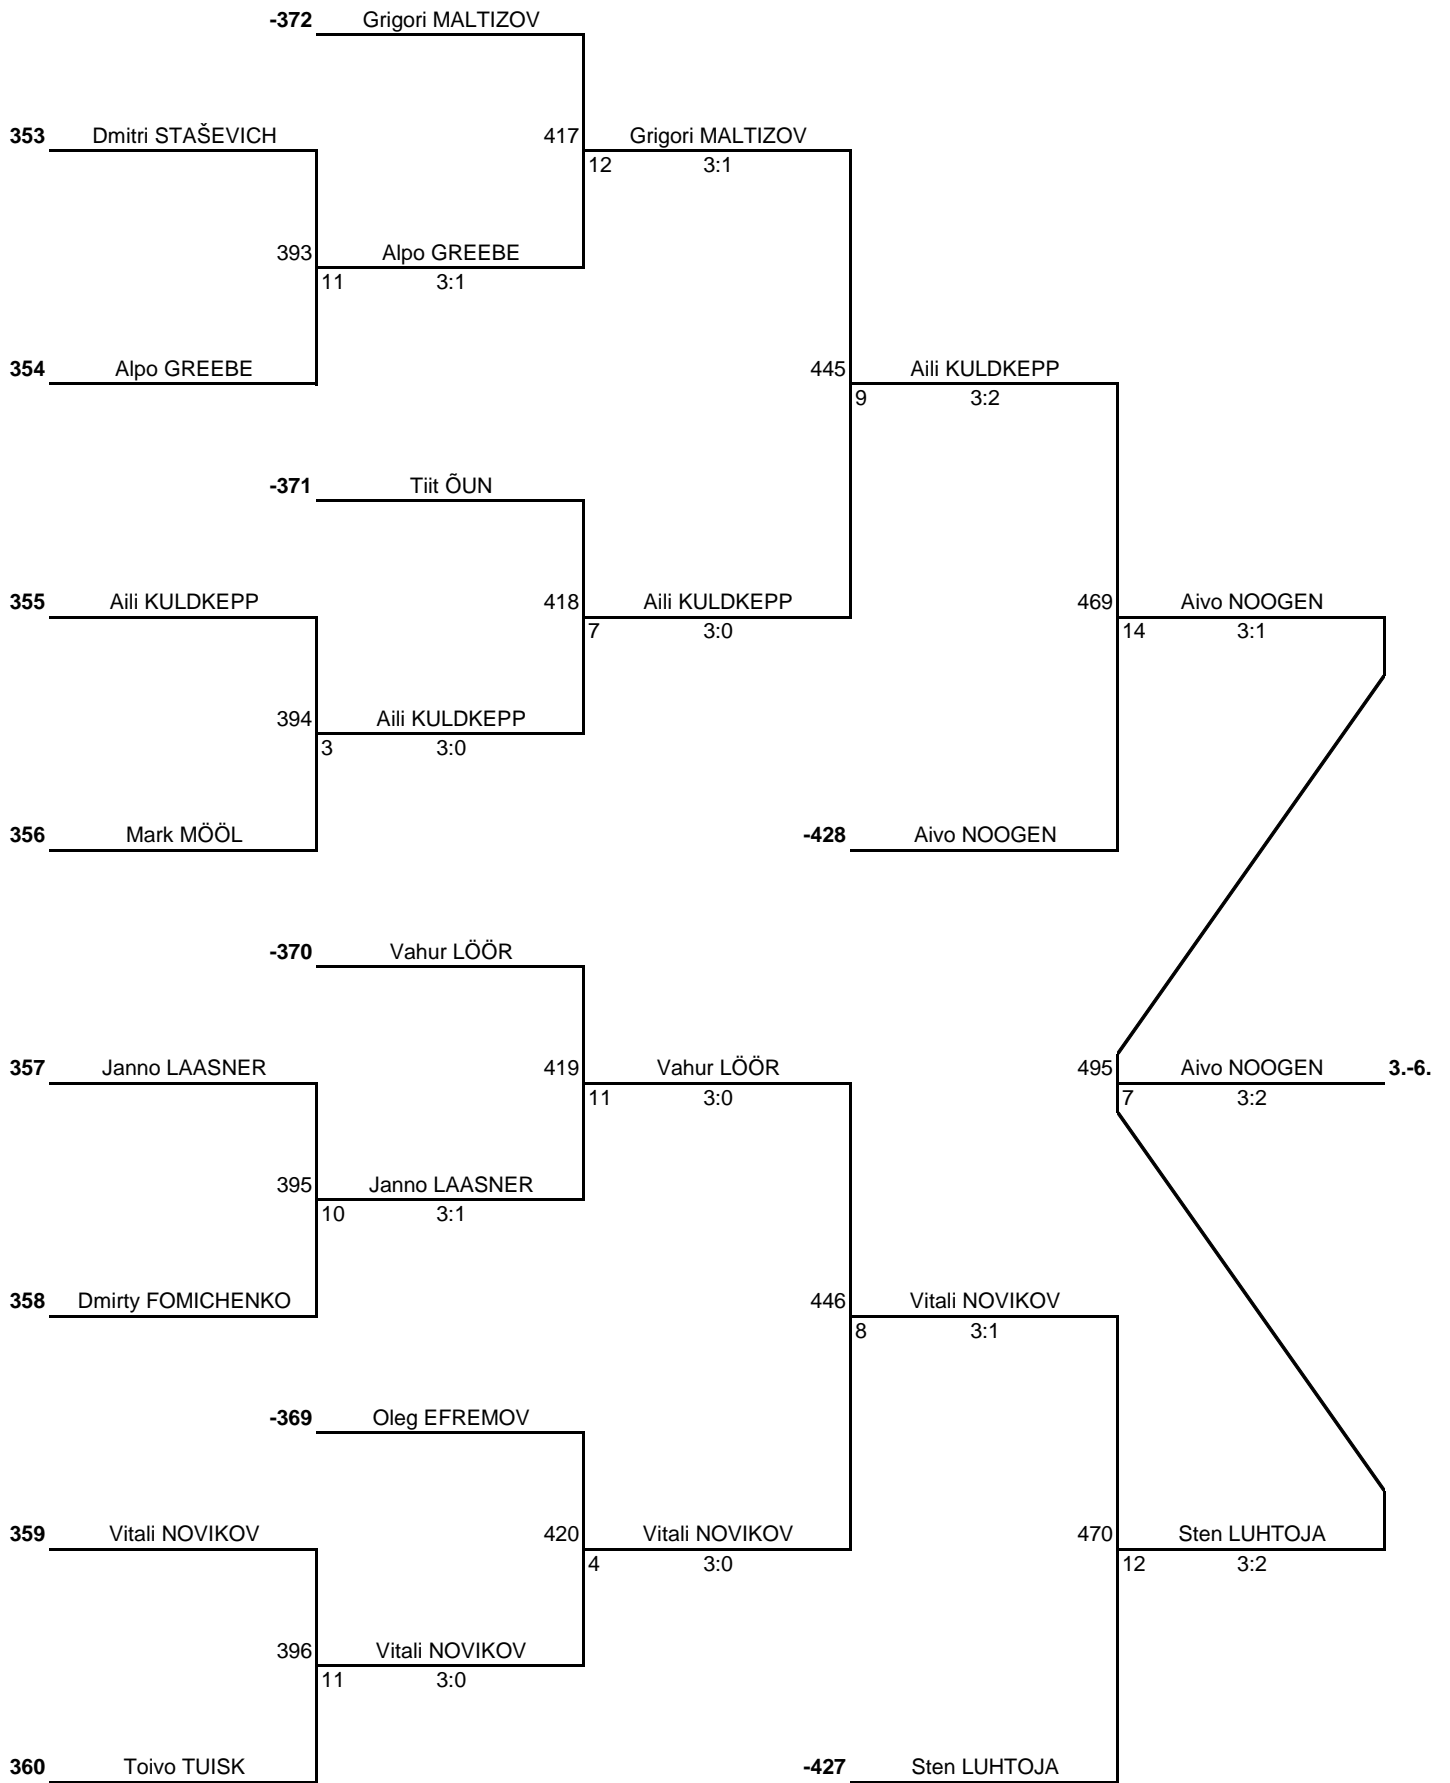 -372 Grigori MALTIZOV
353 Dmitri STAŠEVICH 417 Grigori MALTIZOV
12 3:1
393 Alpo GREEBE
11 3:1
354 Alpo GREEBE 445 Aili KULDKEPP
9 3:2
-371 Tiit ÕUN
355 Aili KULDKEPP 418 Aili KULDKEPP 469 Aivo NOOGEN
7 3:0 14 3:1
394 Aili KULDKEPP
3 3:0
356 Mark MÖÖL -428 Aivo NOOGEN
-370 Vahur LÖÖR
357 Janno LAASNER 419 Vahur LÖÖR 495 Aivo NOOGEN 3.-6.
11 3:0 7 3:2
395 Janno LAASNER
10 3:1
358 Dmirty FOMICHENKO 446 Vitali NOVIKOV
8 3:1
-369 Oleg EFREMOV
359 Vitali NOVIKOV 420 Vitali NOVIKOV 470 Sten LUHTOJA
4 3:0 12 3:2
396 Vitali NOVIKOV
11 3:0
360 Toivo TUISK -427 Sten LUHTOJA